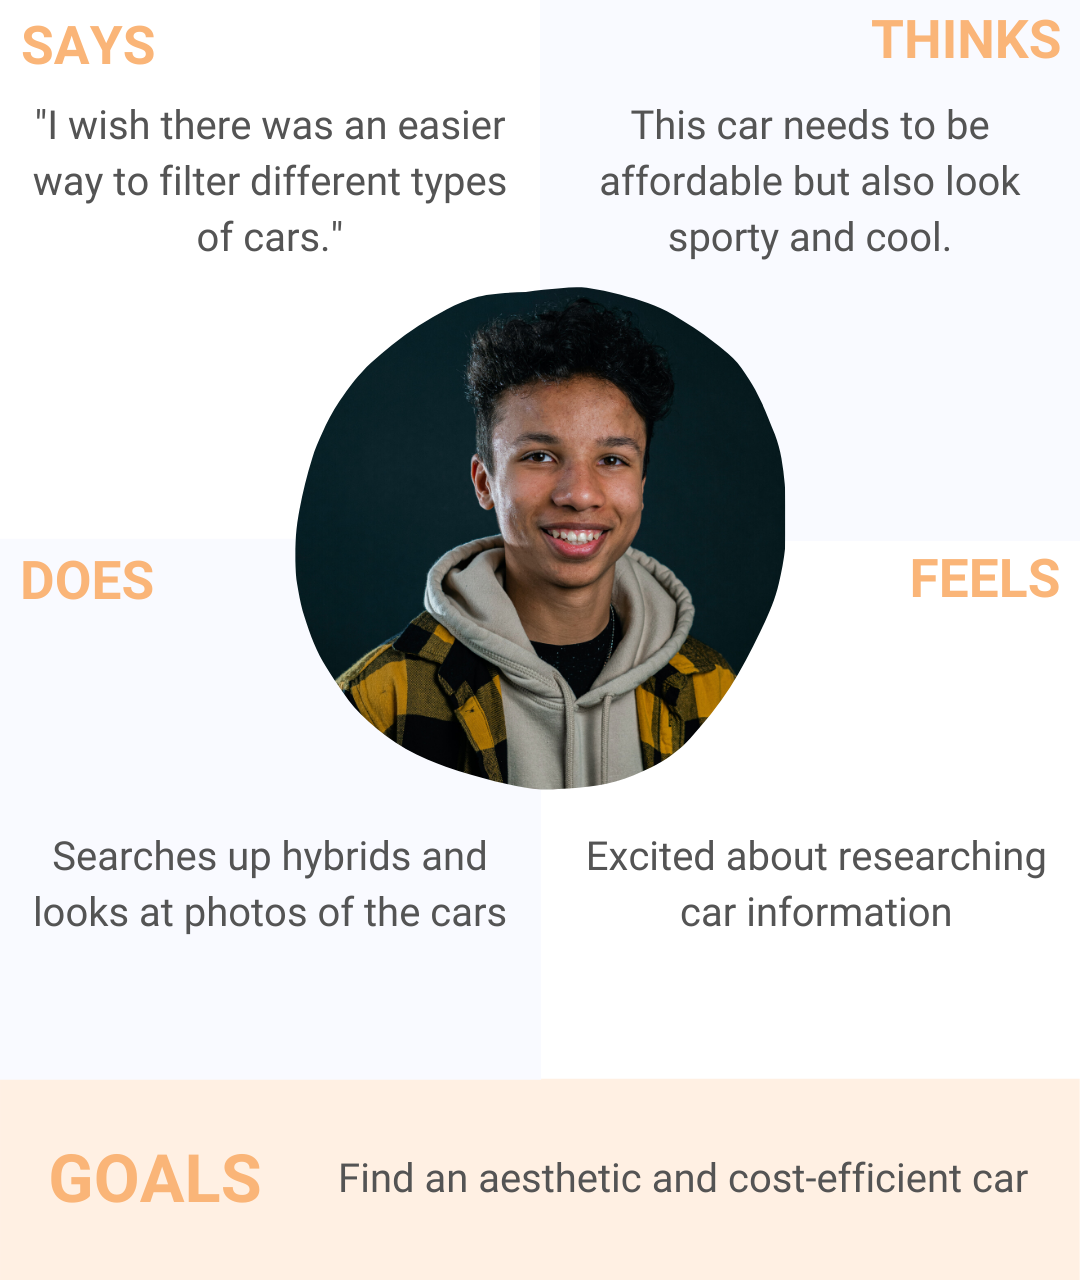 SAYS
"I wish there was an easier
way to filter different types
of cars."
THINKS
This car needs to be
affordable but also look
sporty and cool.
DOES
Searches up hybrids and
looks at photos of the cars
FEELS
Excited about researching
car information
GOALS
Find an aesthetic and cost-efficient car